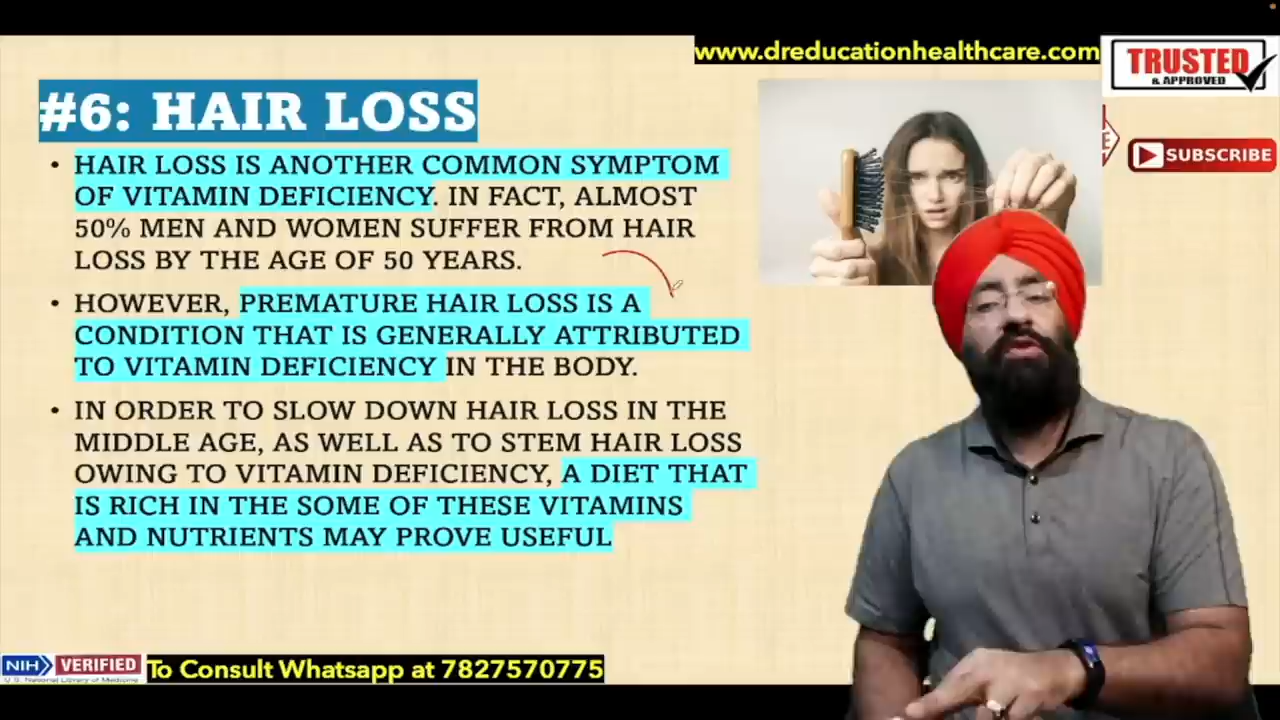 www.dreducationhealthcare.com
TRUSTED
& APPROVED
SUBSCRIBE
#6: HAIR LOSS
• HAIR LOSS IS ANOTHER COMMON SYMPTOM
OF VITAMIN DEFICIENCY. IN FACT, ALMOST
50% MEN AND WOMEN SUFFER FROM HAIR
LOSS BY THE AGE OF 50 YEARS.
• HOWEVER, PREMATURE HAIR LOSS IS A
CONDITION THAT IS GENERALLY ATTRIBUTED
TO VITAMIN DEFICIENCY IN THE BODY.
• IN ORDER TO SLOW DOWN HAIR LOSS IN THE
MIDDLE AGE, AS WELL AS TO STEM HAIR LOSS
OWING TO VITAMIN DEFICIENCY, A DIET THAT
IS RICH IN THE SOME OF THESE VITAMINS
AND NUTRIENTS MAY PROVE USEFUL
NIH VERIFIED
U.S. National Library of Medicine
To Consult Whatsapp at 7827570775